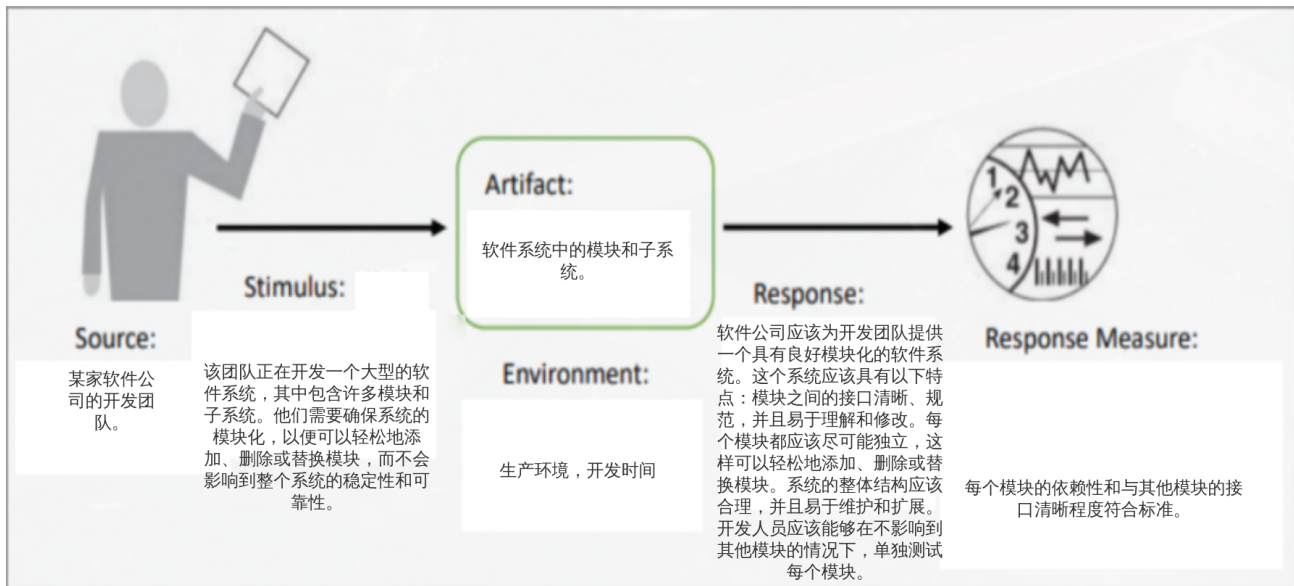 Source:
某家软件公
司的开发团
队。
Stimulus:
该团队正在开发一个大型的软
件系统，其中包含许多模块和
子系统。他们需要确保系统的
模块化，以便可以轻松地添
加、删除或替换模块，而不会
影响到整个系统的稳定性和可
靠性。
Artifact:
软件系统中的模块和子系
统。
Environment:
生产环境，开发时间
Response:
软件公司应该为开发团队提供
一个具有良好模块化的软件系
统。这个系统应该具有以下特
点：模块之间的接口清晰、规
范，并且易于理解和修改。每
个模块都应该尽可能独立，这
样可以轻松地添加、删除或替
换模块。系统的整体结构应该
合理，并且易于维护和扩展。
开发人员应该能够在不影响到
其他模块的情况下，单独测试
每个模块。
1
2
3
4
Response Measure:
每个模块的依赖性和与其他模块的接
口清晰程度符合标准。